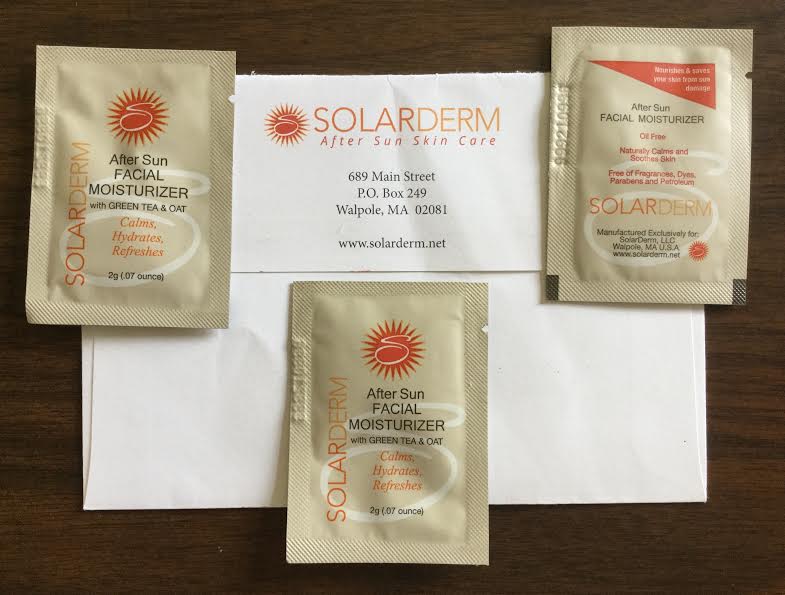 SOLARDERM
After Sun
FACIAL
MOISTURIZER
with GREEN TEA & OAT
Calms,
Hydrates,
Refreshes
2g (.07 ounce)
SOLARDERM
After Sun Skin Care
689 Main Street
P.O. Box 249
Walpole, MA 02081
www.solarderm.net
Nourishes & saves
your skin from sun
damage
After Sun
FACIAL MOISTURIZER
Oil Free
Naturally Calms and
Soothes Skin
Free of Fragrances, Dyes,
Parabens and Petroleum
SOLARDERM
Manufactured Exclusively for:
SolarDerm, LLC
Walpole, MA U.S.A
www.solarderm.net
SOLARDERM
After Sun
FACIAL
MOISTURIZER
with GREEN TEA & OAT
Calms,
Hydrates,
Refreshes
2g (.07 ounce)